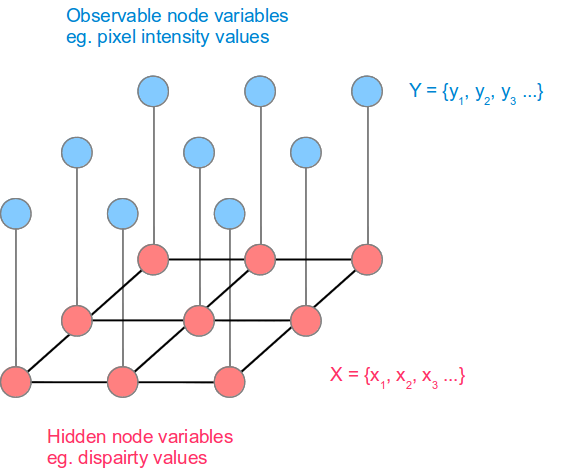 Observable node variables
eg. pixel intensity values
Y = {y1, y2, y3 ...}
X = {x1, x2, x3 ...}
Hidden node variables
eg. dispairty values